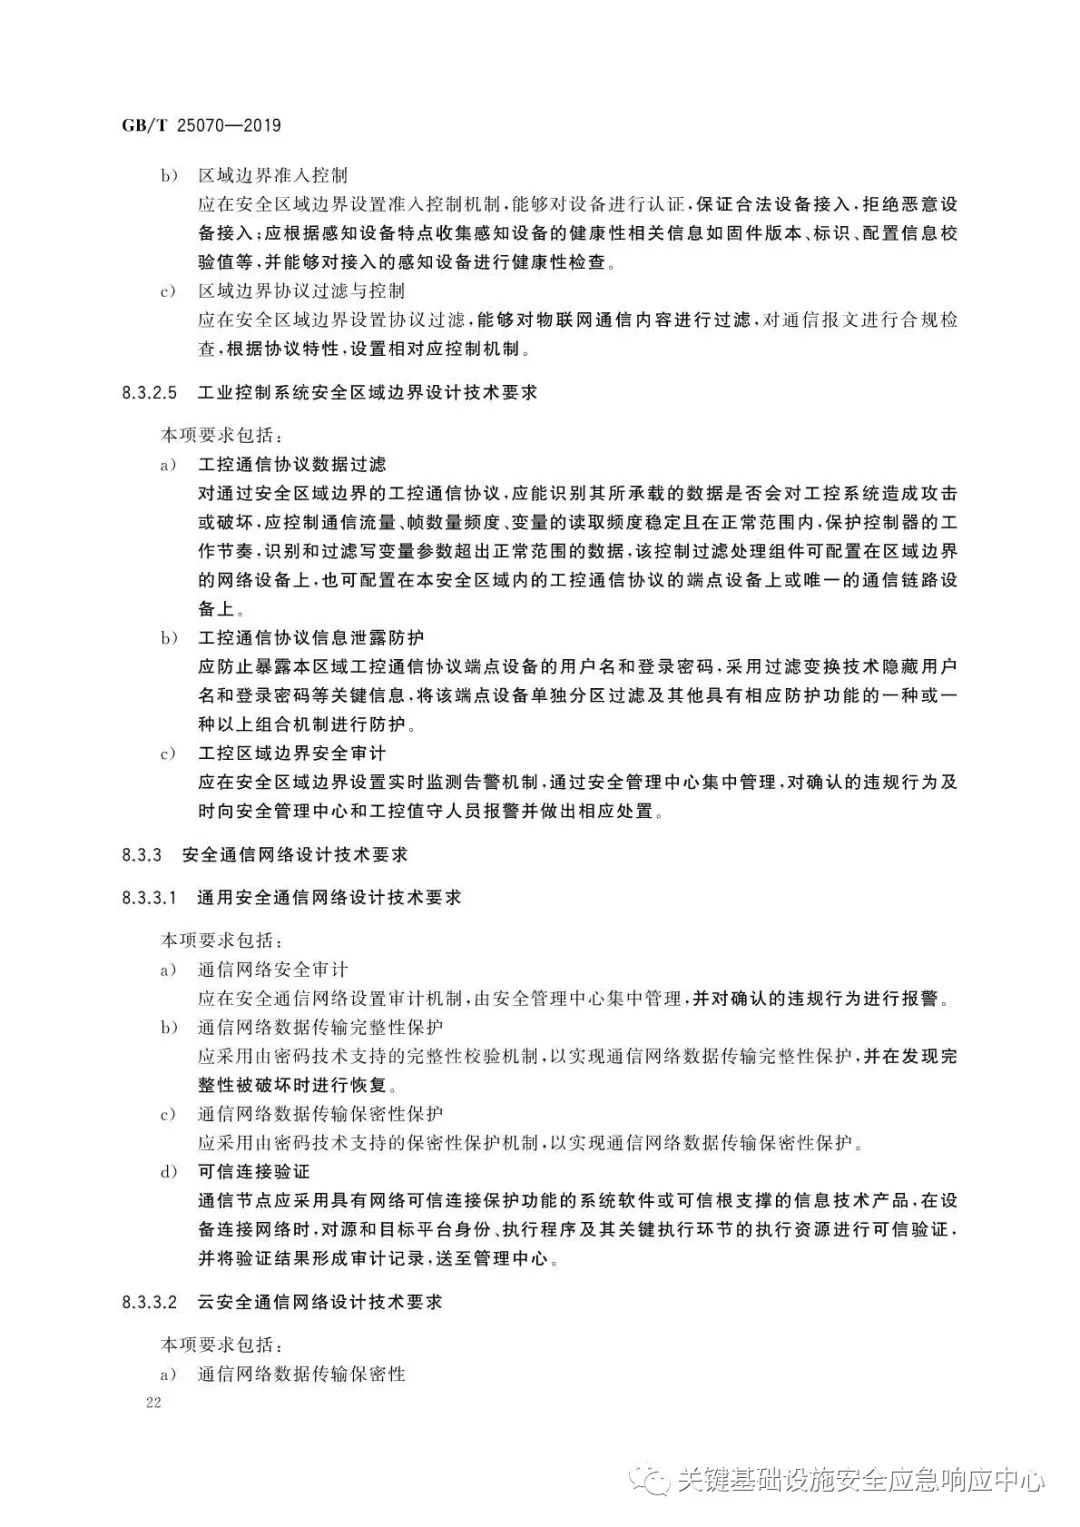 GB/T 25070—2019
b) 区域边界准入控制
应在安全区域边界设置准入控制机制,能够对设备进行认证,保证合法设备接入,拒绝恶意设
备接入;应根据感知设备特点收集感知设备的健康性相关信息如固件版本、标识、配置信息校
验值等,并能够对接入的感知设备进行健康性检查。
c) 区域边界协议过滤与控制
应在安全区域边界设置协议过滤,能够对物联网通信内容进行过滤,对通信报文进行合规检
查,根据协议特性,设置相对应控制机制。
8.3.2.5 工业控制系统安全区域边界设计技术要求
本项要求包括:
a) 工控通信协议数据过滤
对通过安全区域边界的工控通信协议,应能识别其所承载的数据是否会对工控系统造成攻击
或破坏,应控制通信流量、帧数量频度、变量的读取频度稳定且在正常范围内,保护控制器的工
作节奏,识别和过滤写变量参数超出正常范围的数据,该控制过滤处理组件可配置在区域边界
的网络设备上,也可配置在本安全区域内的工控通信协议的端点设备上或唯一的通信链路设
备上。
b) 工控通信协议信息泄露防护
应防止暴露本区域工控通信协议端点设备的用户名和登录密码,采用过滤变换技术隐藏用户
名和登录密码等关键信息,将该端点设备单独分区过滤及其他具有相应防护功能的一种或一
种以上组合机制进行防护。
c) 工控区域边界安全审计
应在安全区域边界设置实时监测告警机制,通过安全管理中心集中管理,对确认的违规行为及
时向安全管理中心和工控值守人员报警并做出相应处置。
8.3.3 安全通信网络设计技术要求
8.3.3.1 通用安全通信网络设计技术要求
本项要求包括:
a) 通信网络安全审计
应在安全通信网络设置审计机制,由安全管理中心集中管理,并对确认的违规行为进行报警。
b) 通信网络数据传输完整性保护
应采用由密码技术支持的完整性校验机制,以实现通信网络数据传输完整性保护,并在发现完
整性被破坏时进行恢复。
c) 通信网络数据传输保密性保护
应采用由密码技术支持的保密性保护机制,以实现通信网络数据传输保密性保护。
d) 可信连接验证
通信节点应采用具有网络可信连接保护功能的系统软件或可信根支撑的信息技术产品,在设
备连接网络时,对源和目标平台身份、执行程序及其关键执行环节的执行资源进行可信验证,
并将验证结果形成审计记录,送至管理中心。
8.3.3.2 云安全通信网络设计技术要求
本项要求包括:
a) 通信网络数据传输保密性
22
关键基础设施安全应急响应中心